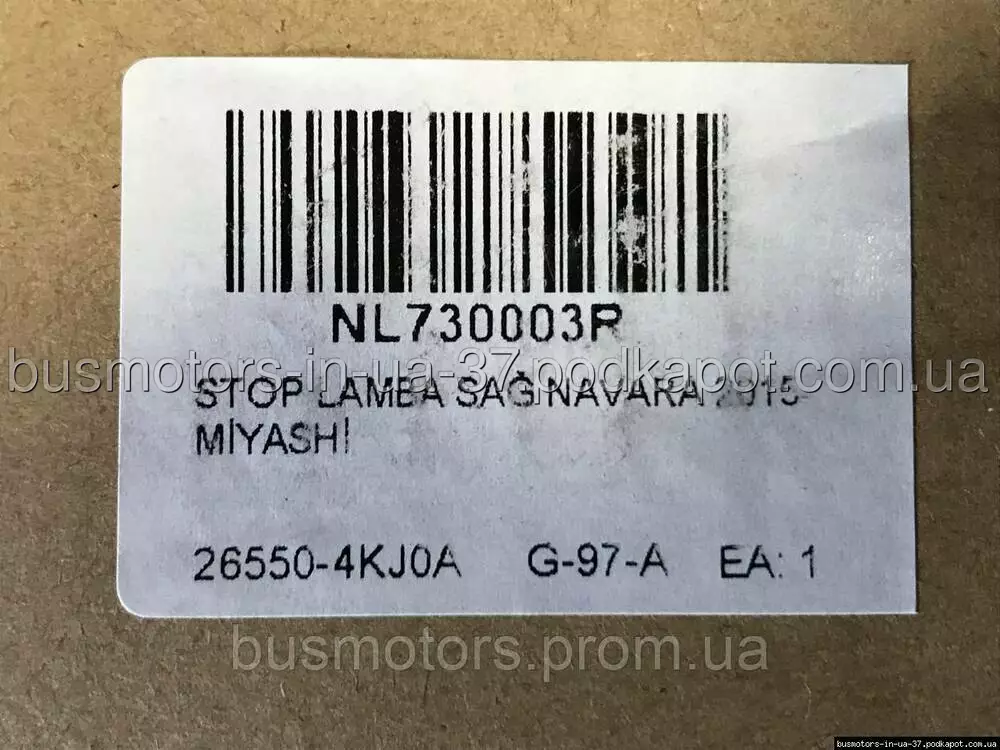 NL730003R
busmotors-in-ua-37.podkapot.com.ua
STOP LAMBA SAĞ NAVARA 2015-
MİYASHİ
26550-4KJ0A G-97-A EA: 1
busmotors.prom.ua
busmotors-in-ua-37.podkapot.com.ua